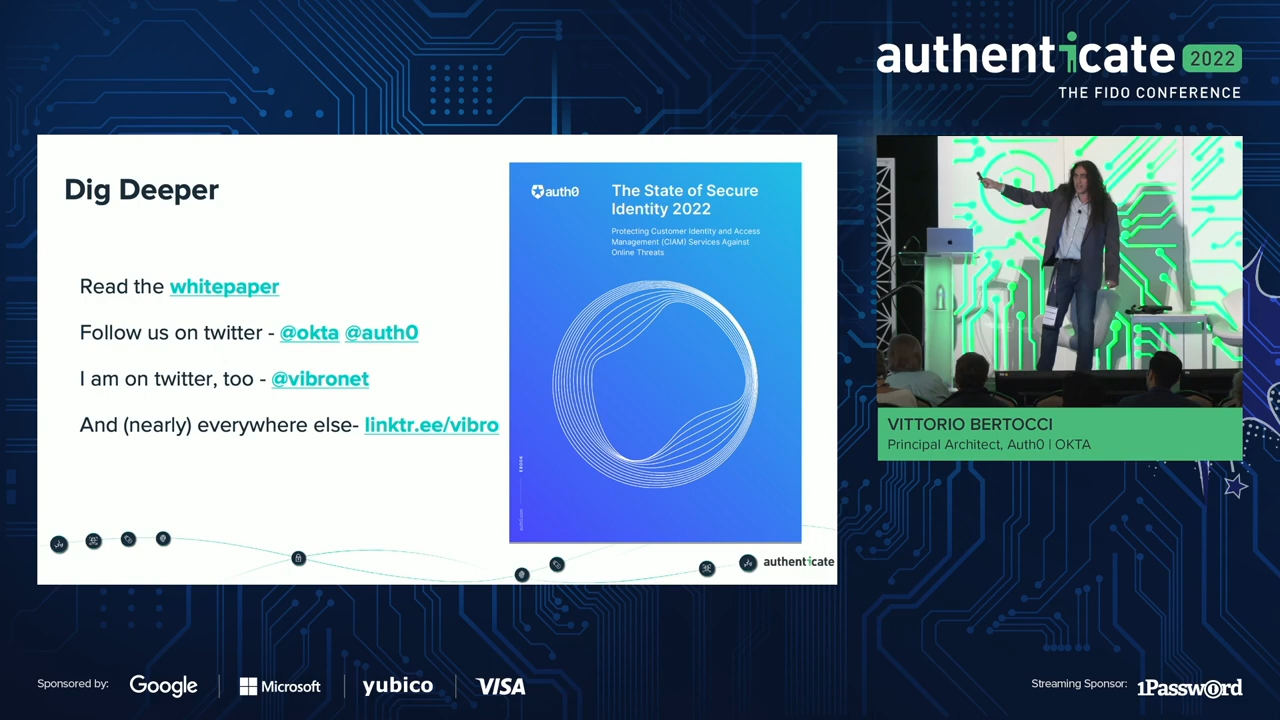 authenticate 2022
THE FIDO CONFERENCE
Dig Deeper
Read the whitepaper
Follow us on twitter - @okta @auth0
I am on twitter, too - @vibronet
And (nearly) everywhere else- linktr.ee/vibro
auth0
The State of Secure
Identity 2022
Protecting Customer Identity and Access
Management (CIAM) Services Against
Online Threats
EBOOK
auth0.com
authenticate
VITTORIO BERTOCCI
Principal Architect, Auth0 | OKTA
Sponsored by:
Google
Microsoft
yubico
VISA
Streaming Sponsor:
1Password